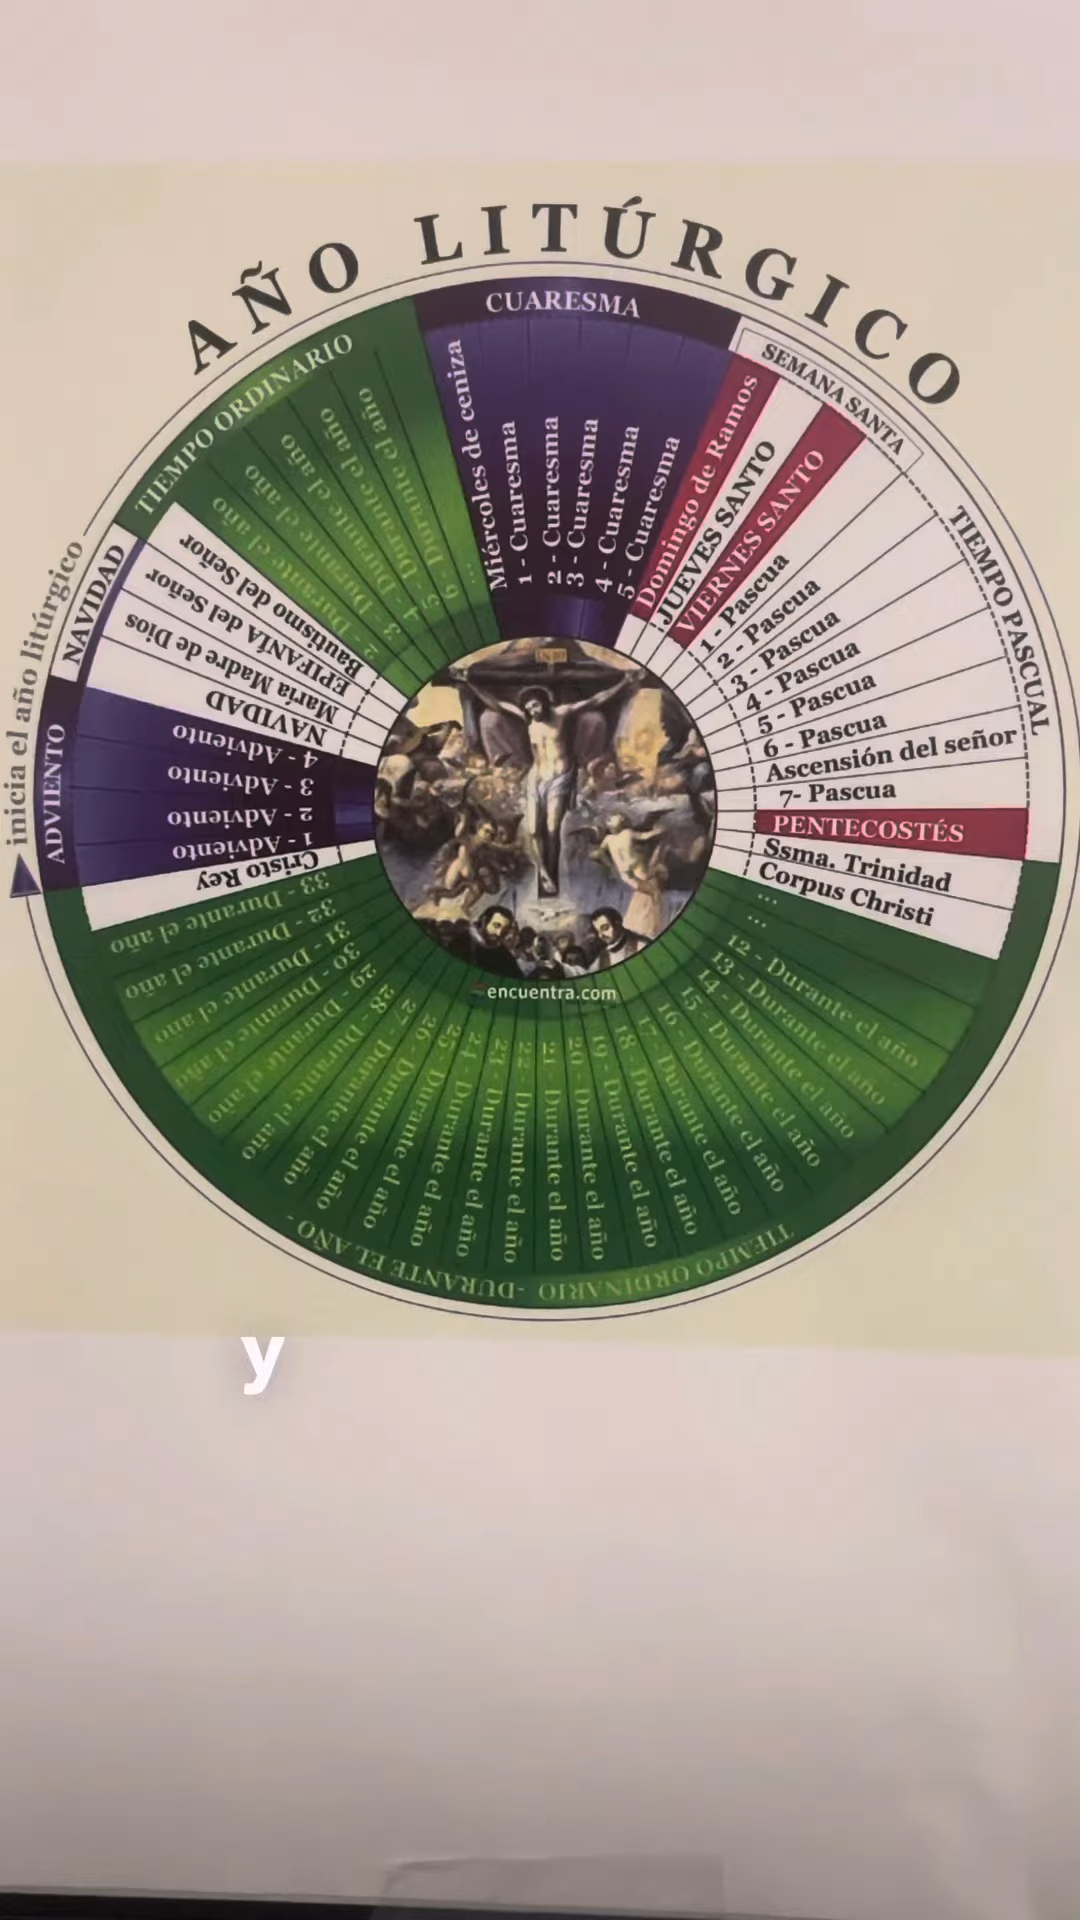 AÑO LITÚRGICO
inicia el año litúrgico
ADVIENTO
1 - Adviento
2 - Adviento
3 - Adviento
4 - Adviento
NAVIDAD
NAVIDAD
María Madre de Dios
EPIFANÍA del Señor
Bautismo del Señor
TIEMPO ORDINARIO
2 - Durante el año
3 - Durante el año
4 - Durante el año
5 - Durante el año
6 - Durante el año
...
CUARESMA
Miércoles de ceniza
1 - Cuaresma
2 - Cuaresma
3 - Cuaresma
4 - Cuaresma
5 - Cuaresma
SEMANA SANTA
Domingo de Ramos
JUEVES SANTO
VIERNES SANTO
TIEMPO PASCUAL
1 - Pascua
2 - Pascua
3 - Pascua
4 - Pascua
5 - Pascua
6 - Pascua
Ascensión del señor
7- Pascua
PENTECOSTÉS
Ssma. Trinidad
Corpus Christi
...
...
12 - Durante el año
13 - Durante el año
14 - Durante el año
15 - Durante el año
16 - Durante el año
17 - Durante el año
18 - Durante el año
19 - Durante el año
20 - Durante el año
21 - Durante el año
22 - Durante el año
23 - Durante el año
24 - Durante el año
25 - Durante el año
26 - Durante el año
27 - Durante el año
28 - Durante el año
29 - Durante el año
30 - Durante el año
31 - Durante el año
32 - Durante el año
33 - Durante el año
Cristo Rey
TIEMPO ORDINARIO -DURANTE EL AÑO-
encuentra.com
y